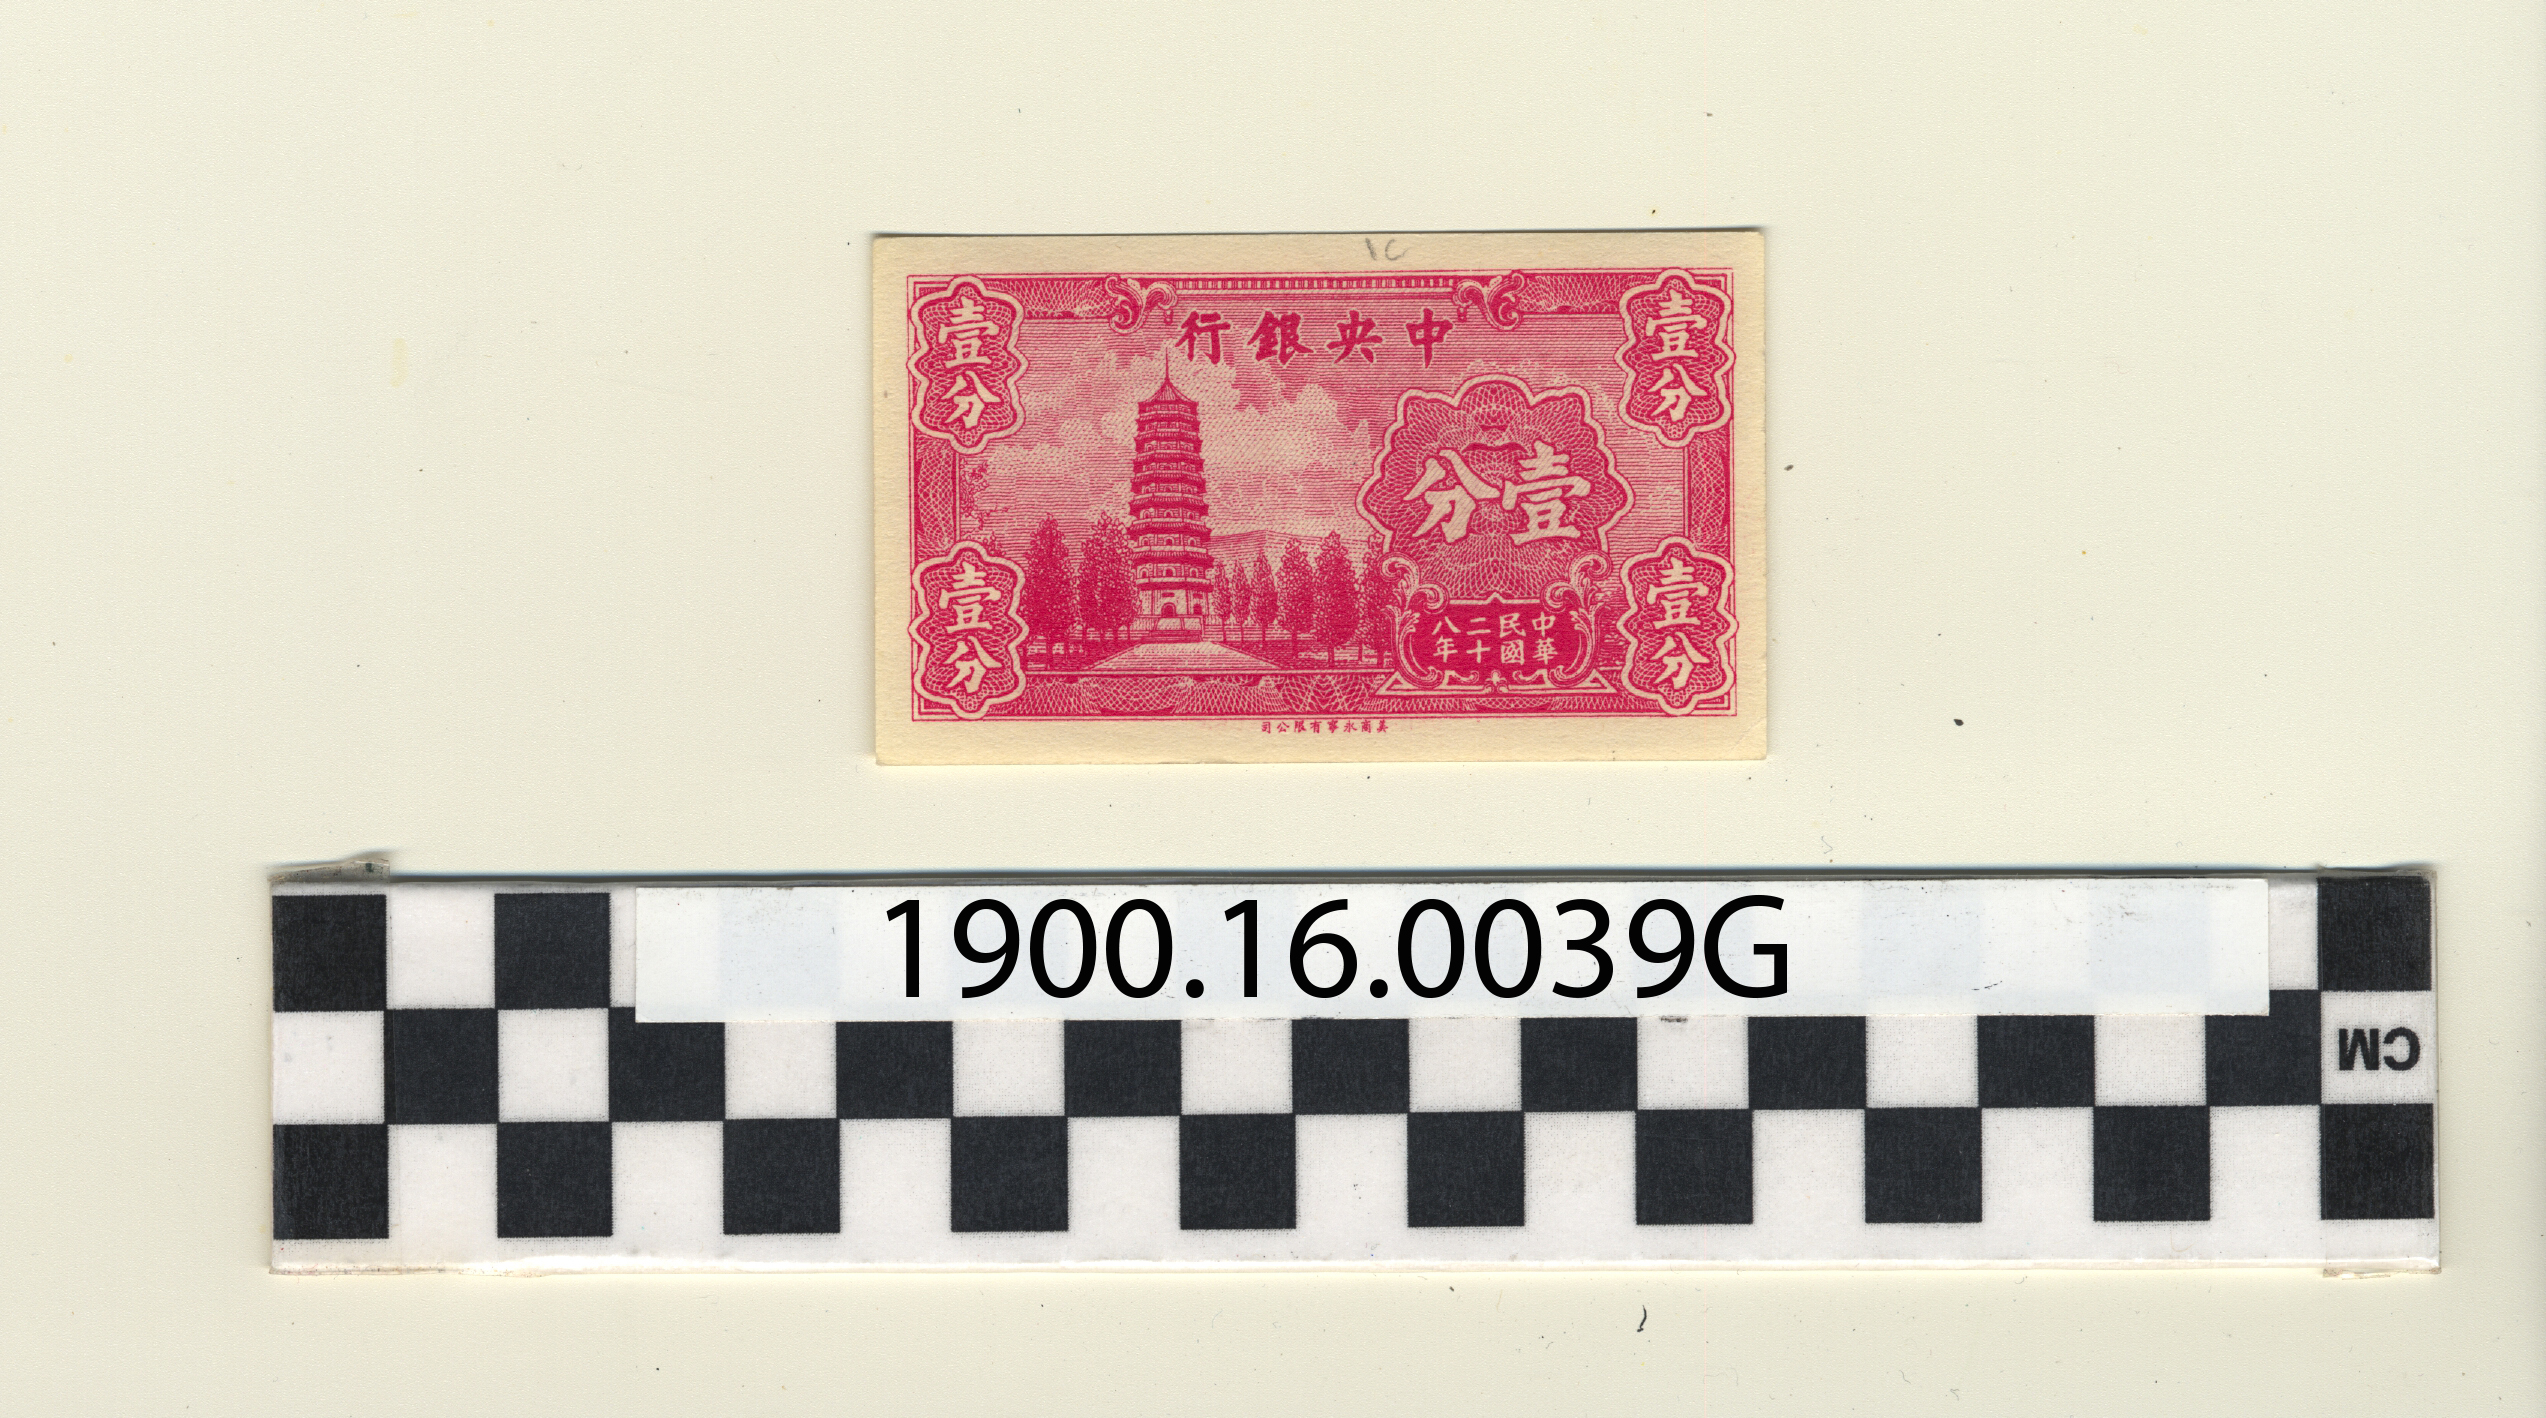 1C
中央銀行
壹分
壹分
壹分
中華民國二十八年
壹分
壹分
美商永寧有限公司
1900.16.0039G
CM